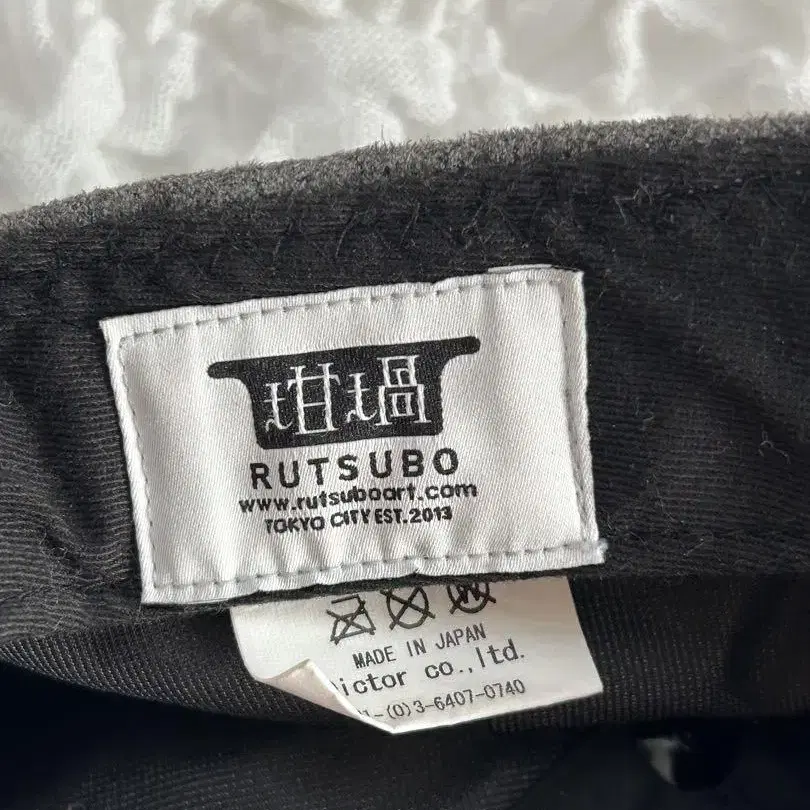 坩堝
RUTSUBO
www.rutsuboart.com
TOKYO CITY EST. 2013
MADE IN JAPAN
ictor co.,ltd.
-(0)3-6407-0740